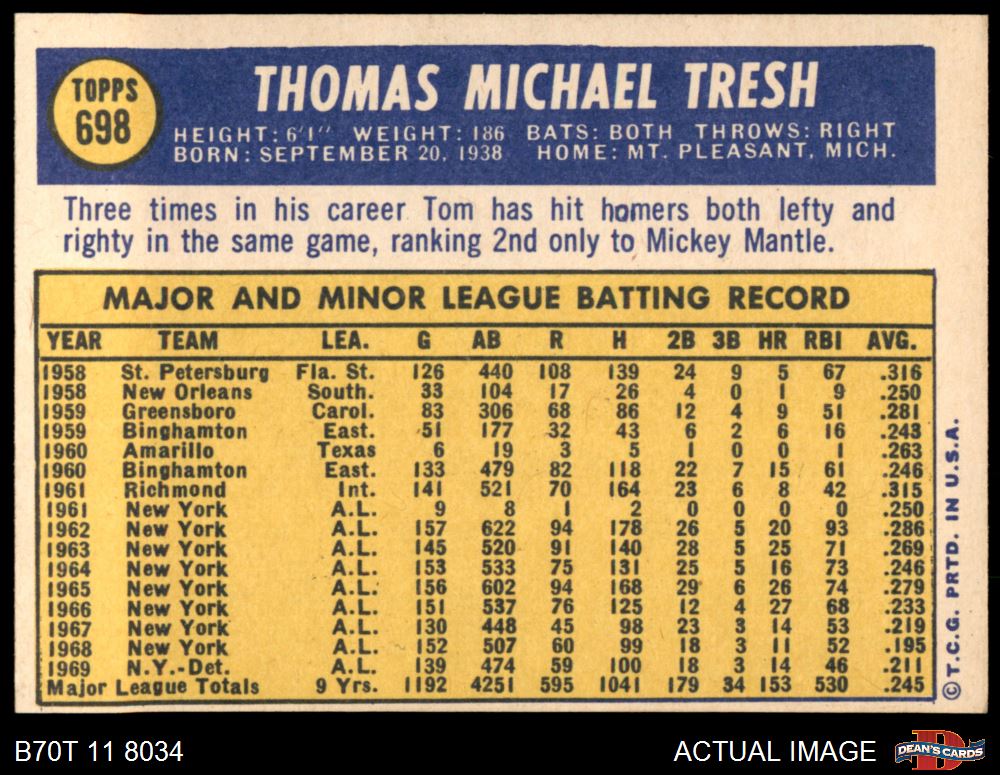 TOPPS
698
THOMAS MICHAEL TRESH
HEIGHT: 6'1" WEIGHT: 186 BATS: BOTH THROWS: RIGHT
BORN: SEPTEMBER 20, 1938 HOME: MT. PLEASANT, MICH.
Three times in his career Tom has hit homers both lefty and
righty in the same game, ranking 2nd only to Mickey Mantle.
MAJOR AND MINOR LEAGUE BATTING RECORD
YEAR TEAM LEA. G AB R H 2B 3B HR RBI AVG.
1958 St. Petersburg Fla. St. 126 440 108 139 24 9 5 67 .316
1958 New Orleans South. 33 104 17 26 4 0 1 9 .250
1959 Greensboro Carol. 83 306 68 86 12 4 9 51 .281
1959 Binghamton East. 51 177 32 43 6 2 6 16 .243
1960 Amarillo Texas 6 19 3 5 1 0 0 1 .263
1960 Binghamton East. 133 479 82 118 22 7 15 61 .246
1961 Richmond Int. 141 521 70 164 23 6 8 42 .315
1961 New York A.L. 9 8 1 2 0 0 0 0 .250
1962 New York A.L. 157 622 94 178 26 5 20 93 .286
1963 New York A.L. 145 520 91 140 28 5 25 71 .269
1964 New York A.L. 153 533 75 131 25 5 16 73 .246
1965 New York A.L. 156 602 94 168 29 6 26 74 .279
1966 New York A.L. 151 537 76 125 12 4 27 68 .233
1967 New York A.L. 130 448 45 98 23 3 14 53 .219
1968 New York A.L. 152 507 60 99 18 3 11 52 .195
1969 N.Y.-Det. A.L. 139 474 59 100 18 3 14 46 .211
Major League Totals 9 Yrs. 1192 4251 595 1041 179 34 153 530 .245
© T.C.G. PRTD. IN U.S.A.
B70T 11 8034
ACTUAL IMAGE
DEAN'S CARDS